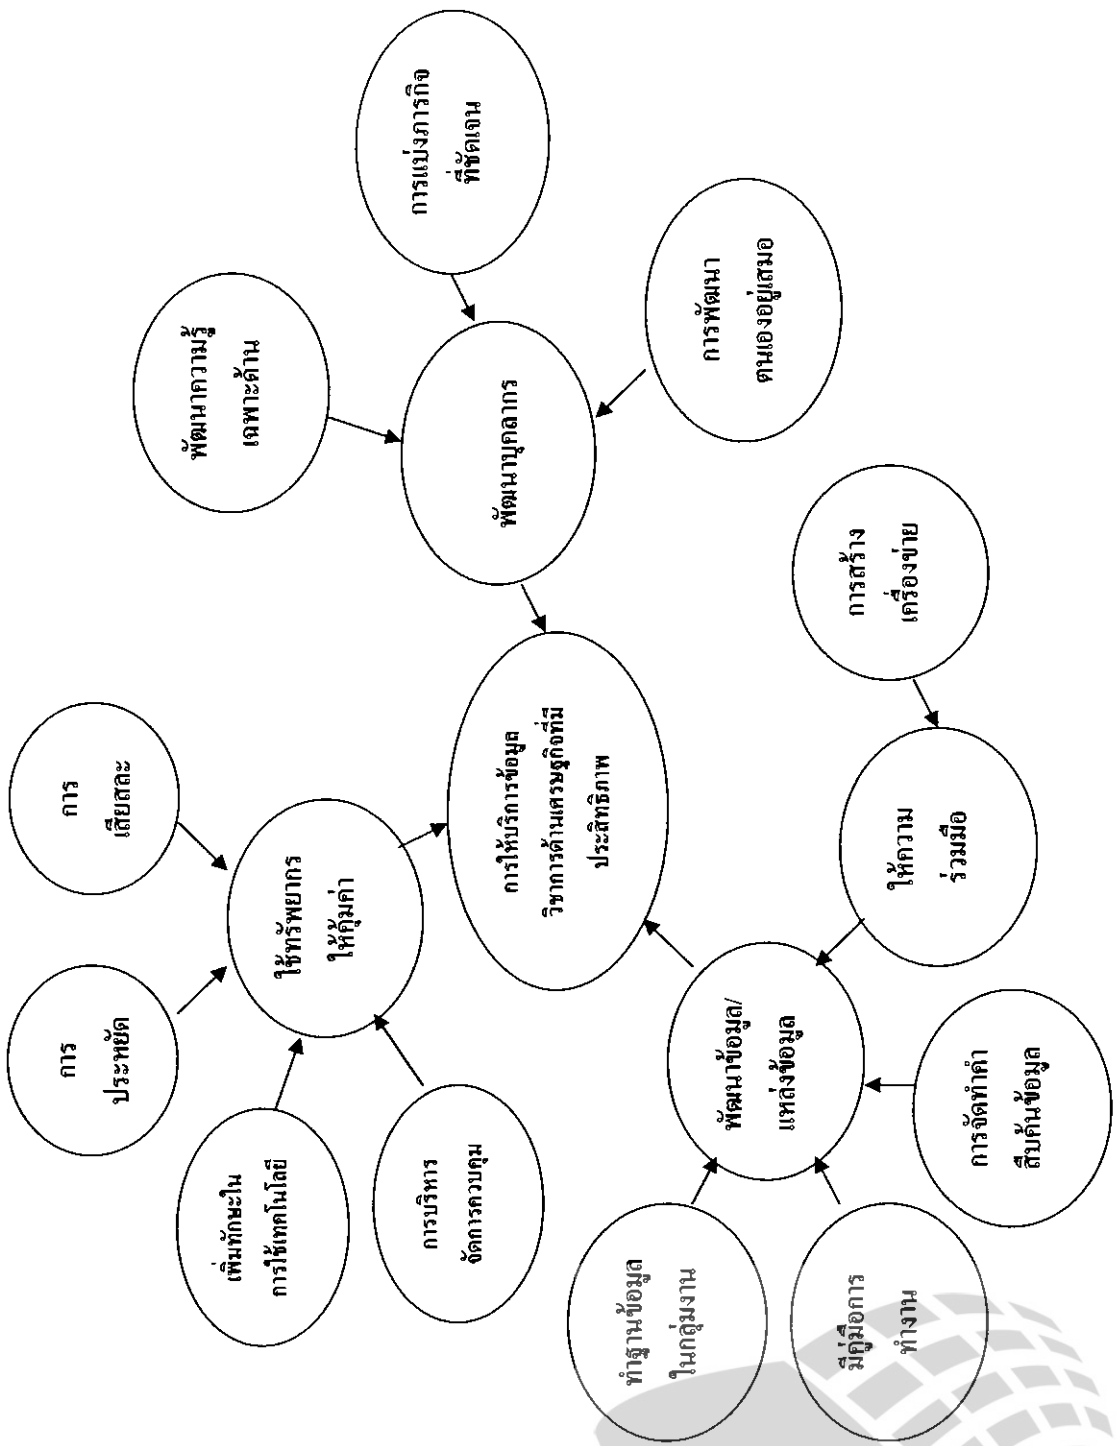 การ
เสียสละ
การ
ประหยัด
เพิ่มทักษะใน
การใช้เทคโนโลยี
การบริหาร
จัดการควบคุม
ใช้ทรัพยากร
ให้คุ้มค่า
พัฒนาความรู้
เฉพาะด้าน
การแบ่งภารกิจ
ที่ชัดเจน
การพัฒนา
ตนเองอยู่เสมอ
พัฒนาบุคลากร
การให้บริการข้อมูล
วิชาการด้านเศรษฐกิจที่มี
ประสิทธิภาพ
พัฒนาข้อมูล/
แหล่งข้อมูล
ทำฐานข้อมูล
ในกลุ่มงาน
มีคู่มือการ
ทำงาน
การจัดทำคำ
สืบค้นข้อมูล
ให้ความ
ร่วมมือ
การสร้าง
เครื่องข่าย